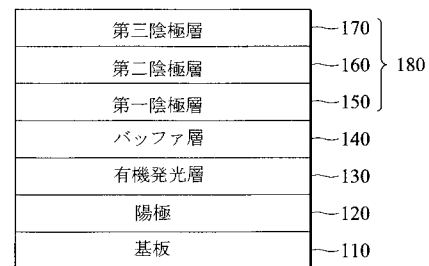 第三陰極層 170
第二陰極層 160 180
第一陰極層 150
バッファ層 140
有機発光層 130
陽極 120
基板 110